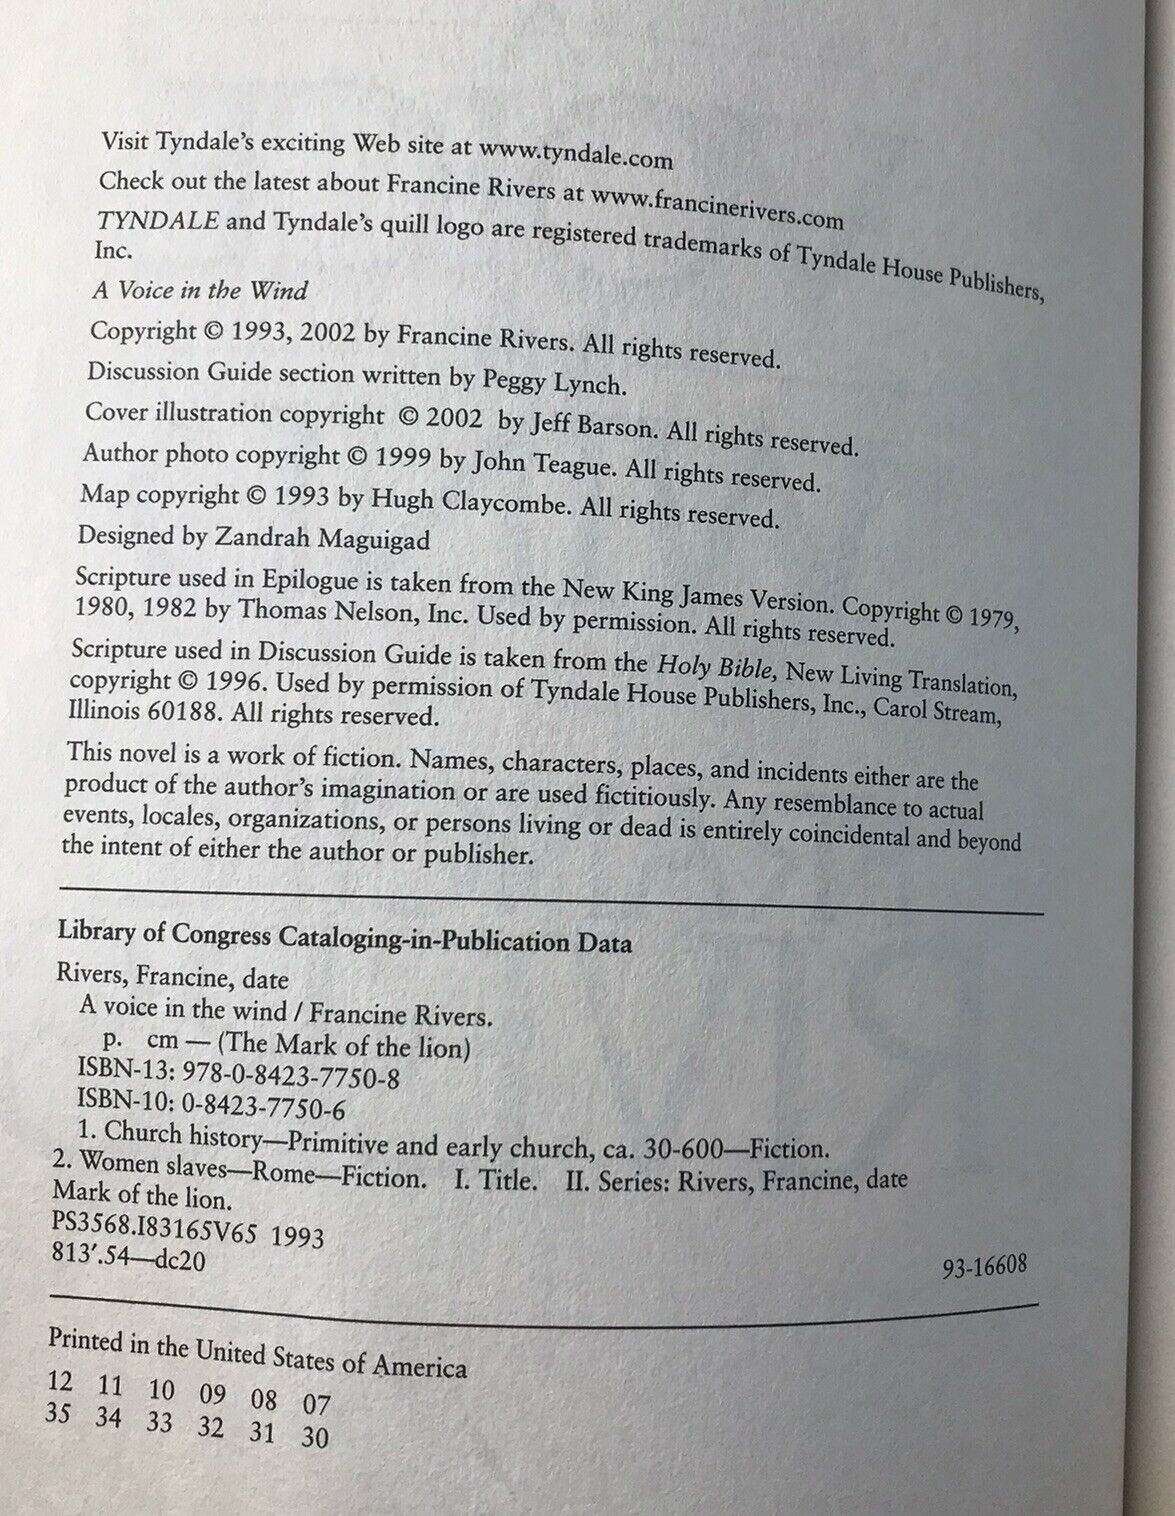 Visit Tyndale's exciting Web site at www.tyndale.com
Check out the latest about Francine Rivers at www.francinerivers.com
TYNDALE and Tyndale's quill logo are registered trademarks of Tyndale House Publishers,
Inc.
A Voice in the Wind
Copyright © 1993, 2002 by Francine Rivers. All rights reserved.
Discussion Guide section written by Peggy Lynch.
Cover illustration copyright © 2002 by Jeff Barson. All rights reserved.
Author photo copyright © 1999 by John Teague. All rights reserved.
Map copyright © 1993 by Hugh Claycombe. All rights reserved.
Designed by Zandrah Maguigad
Scripture used in Epilogue is taken from the New King James Version. Copyright © 1979,
1980, 1982 by Thomas Nelson, Inc. Used by permission. All rights reserved.
Scripture used in Discussion Guide is taken from the Holy Bible, New Living Translation,
copyright © 1996. Used by permission of Tyndale House Publishers, Inc., Carol Stream,
Illinois 60188. All rights reserved.
This novel is a work of fiction. Names, characters, places, and incidents either are the
product of the author's imagination or are used fictitiously. Any resemblance to actual
events, locales, organizations, or persons living or dead is entirely coincidental and beyond
the intent of either the author or publisher.
Library of Congress Cataloging-in-Publication Data
Rivers, Francine, date
A voice in the wind / Francine Rivers.
p. cm — (The Mark of the lion)
ISBN-13: 978-0-8423-7750-8
ISBN-10: 0-8423-7750-6
1. Church history—Primitive and early church, ca. 30-600—Fiction.
2. Women slaves—Rome—Fiction. I. Title. II. Series: Rivers, Francine, date
Mark of the lion.
PS3568.I83165V65 1993
813′.54—dc20 93-16608
Printed in the United States of America
12 11 10 09 08 07
35 34 33 32 31 30